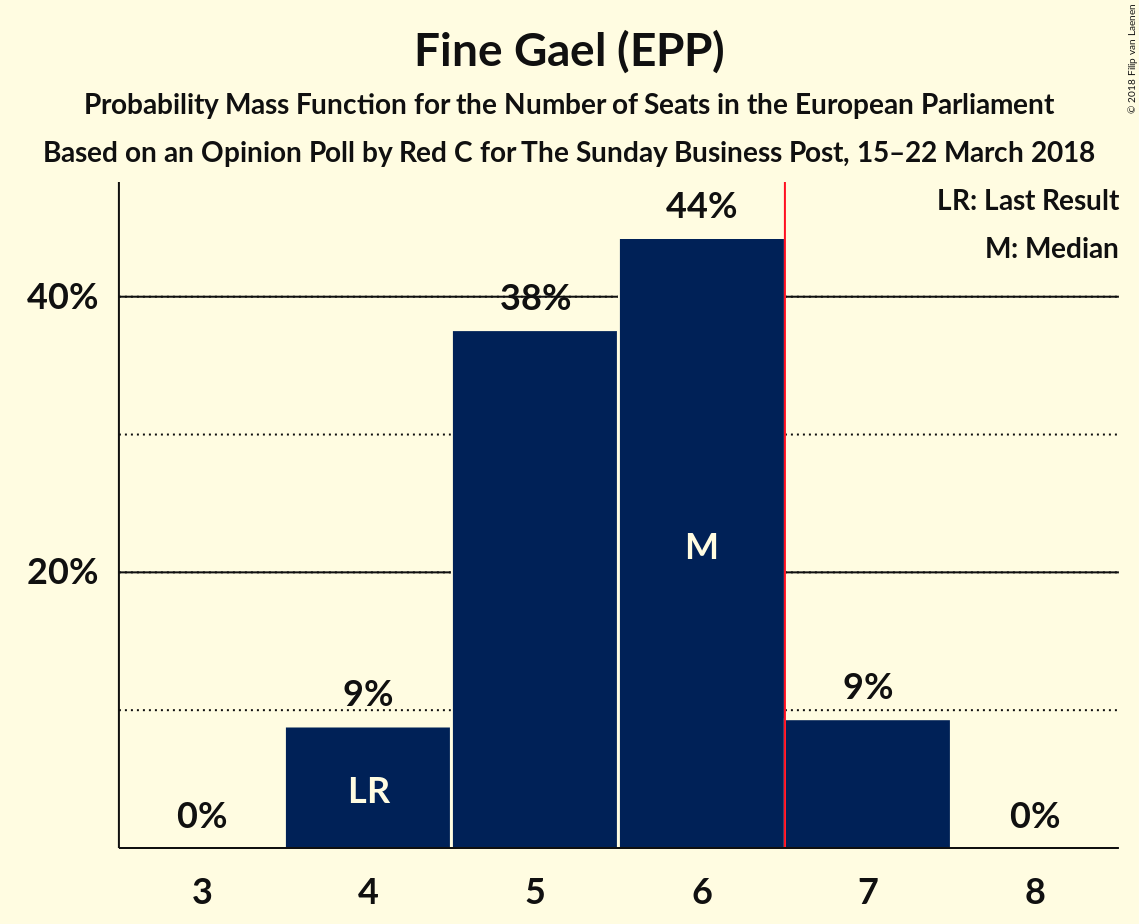 Fine Gael (EPP)
Probability Mass Function for the Number of Seats in the European Parliament
Based on an Opinion Poll by Red C for The Sunday Business Post, 15–22 March 2018
© 2018 Filip van Laenen
LR: Last Result
M: Median
44%
40%
38%
M
20%
9%
9%
LR
0%
0%
3 4 5 6 7 8